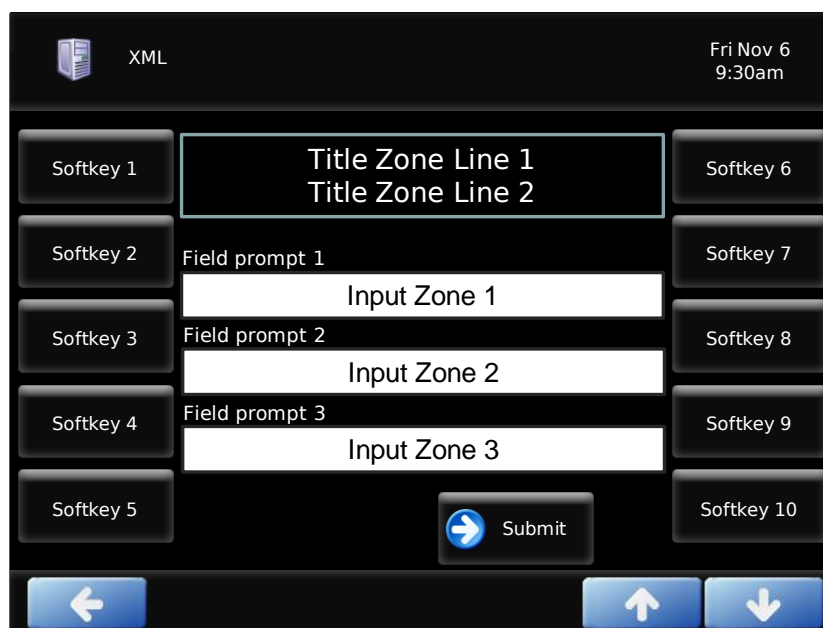 XML
Fri Nov 6
9:30am
Softkey 1
Title Zone Line 1
Title Zone Line 2
Softkey 6
Softkey 2
Field prompt 1
Input Zone 1
Softkey 7
Softkey 3
Field prompt 2
Input Zone 2
Softkey 8
Softkey 4
Field prompt 3
Input Zone 3
Softkey 9
Softkey 5
Submit
Softkey 10